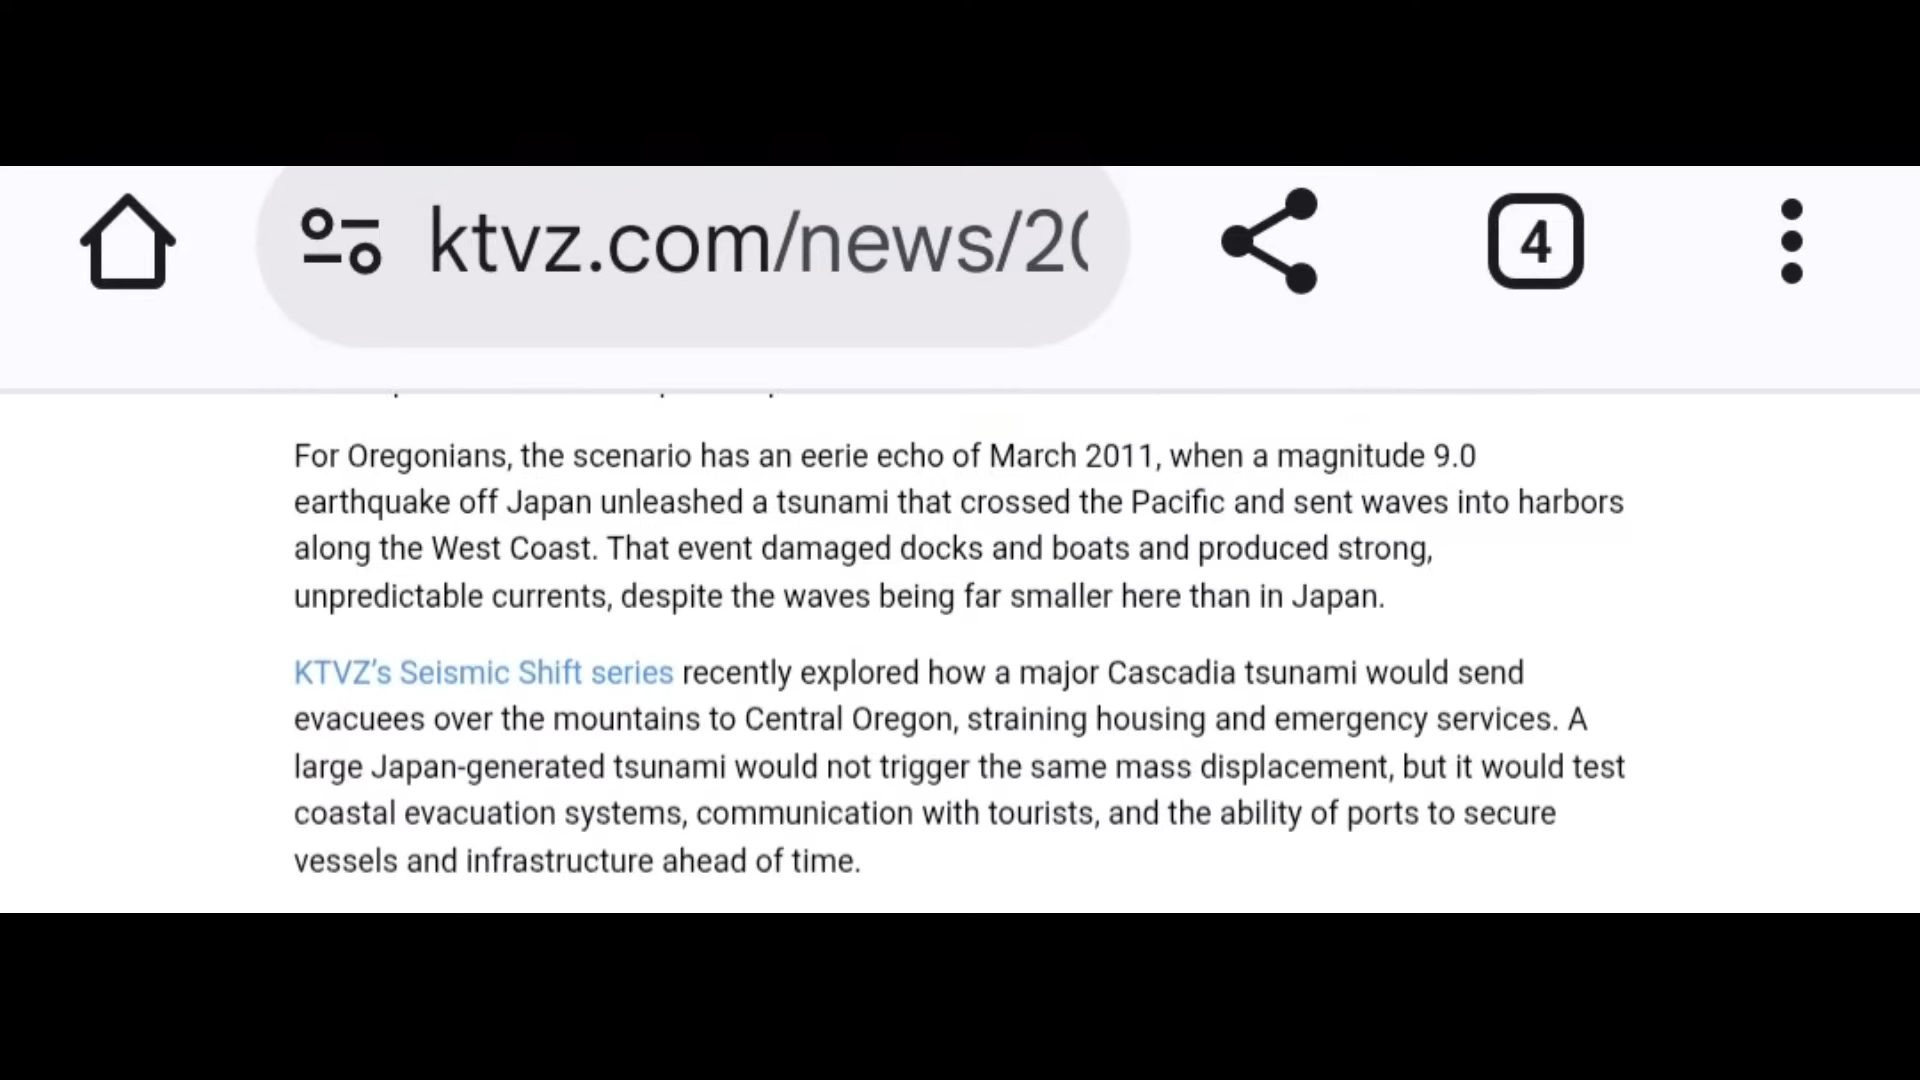 ktvz.com/news/2
4
For Oregonians, the scenario has an eerie echo of March 2011, when a magnitude 9.0
earthquake off Japan unleashed a tsunami that crossed the Pacific and sent waves into harbors
along the West Coast. That event damaged docks and boats and produced strong,
unpredictable currents, despite the waves being far smaller here than in Japan.
KTVZ’s Seismic Shift series recently explored how a major Cascadia tsunami would send
evacuees over the mountains to Central Oregon, straining housing and emergency services. A
large Japan-generated tsunami would not trigger the same mass displacement, but it would test
coastal evacuation systems, communication with tourists, and the ability of ports to secure
vessels and infrastructure ahead of time.